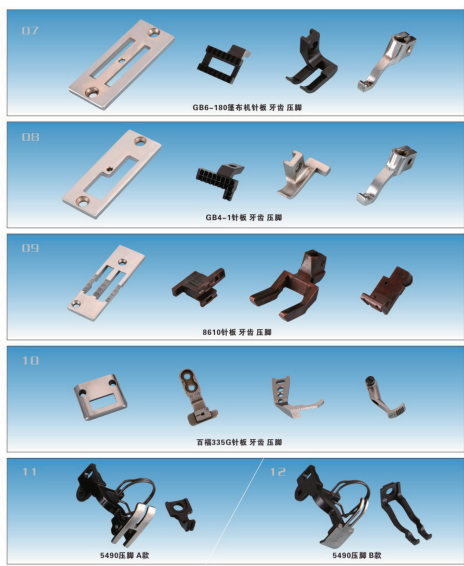 07
GB6-180篷布机针板 牙齿 压脚
08
GB4-1针板 牙齿 压脚
09
8610针板 牙齿 压脚
10
百福335G针板 牙齿 压脚
11
12
5490压脚 A款
5490压脚 B款